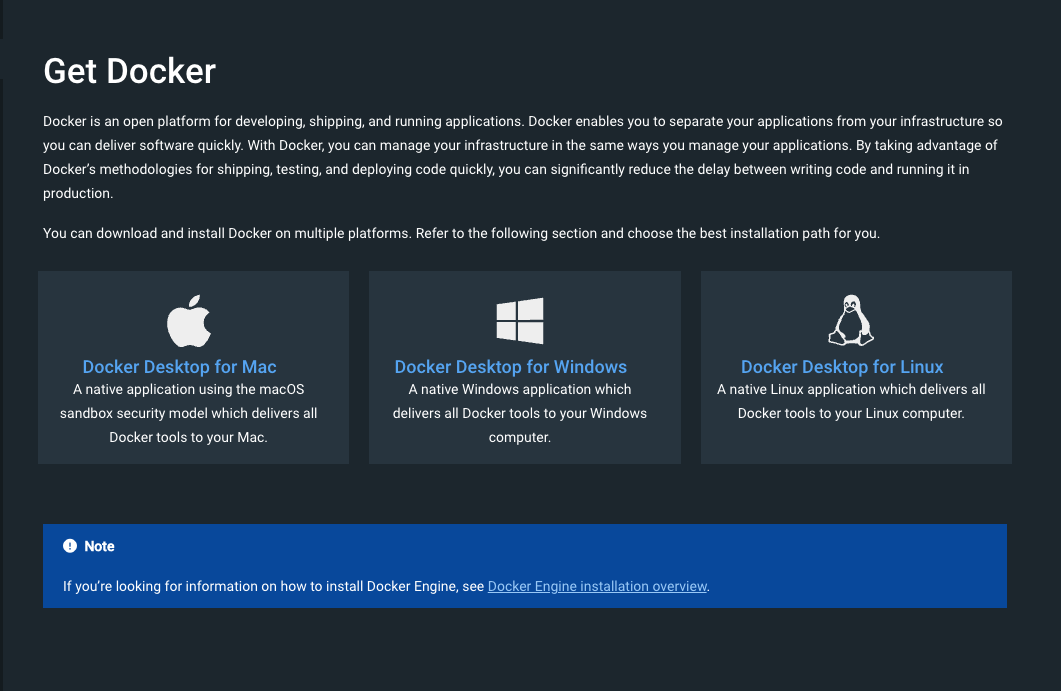 Get Docker
Docker is an open platform for developing, shipping, and running applications. Docker enables you to separate your applications from your infrastructure so
you can deliver software quickly. With Docker, you can manage your infrastructure in the same ways you manage your applications. By taking advantage of
Docker’s methodologies for shipping, testing, and deploying code quickly, you can significantly reduce the delay between writing code and running it in
production.
You can download and install Docker on multiple platforms. Refer to the following section and choose the best installation path for you.
Docker Desktop for Mac
A native application using the macOS
sandbox security model which delivers all
Docker tools to your Mac.
Docker Desktop for Windows
A native Windows application which
delivers all Docker tools to your Windows
computer.
Docker Desktop for Linux
A native Linux application which delivers all
Docker tools to your Linux computer.
Note
If you’re looking for information on how to install Docker Engine, see Docker Engine installation overview.